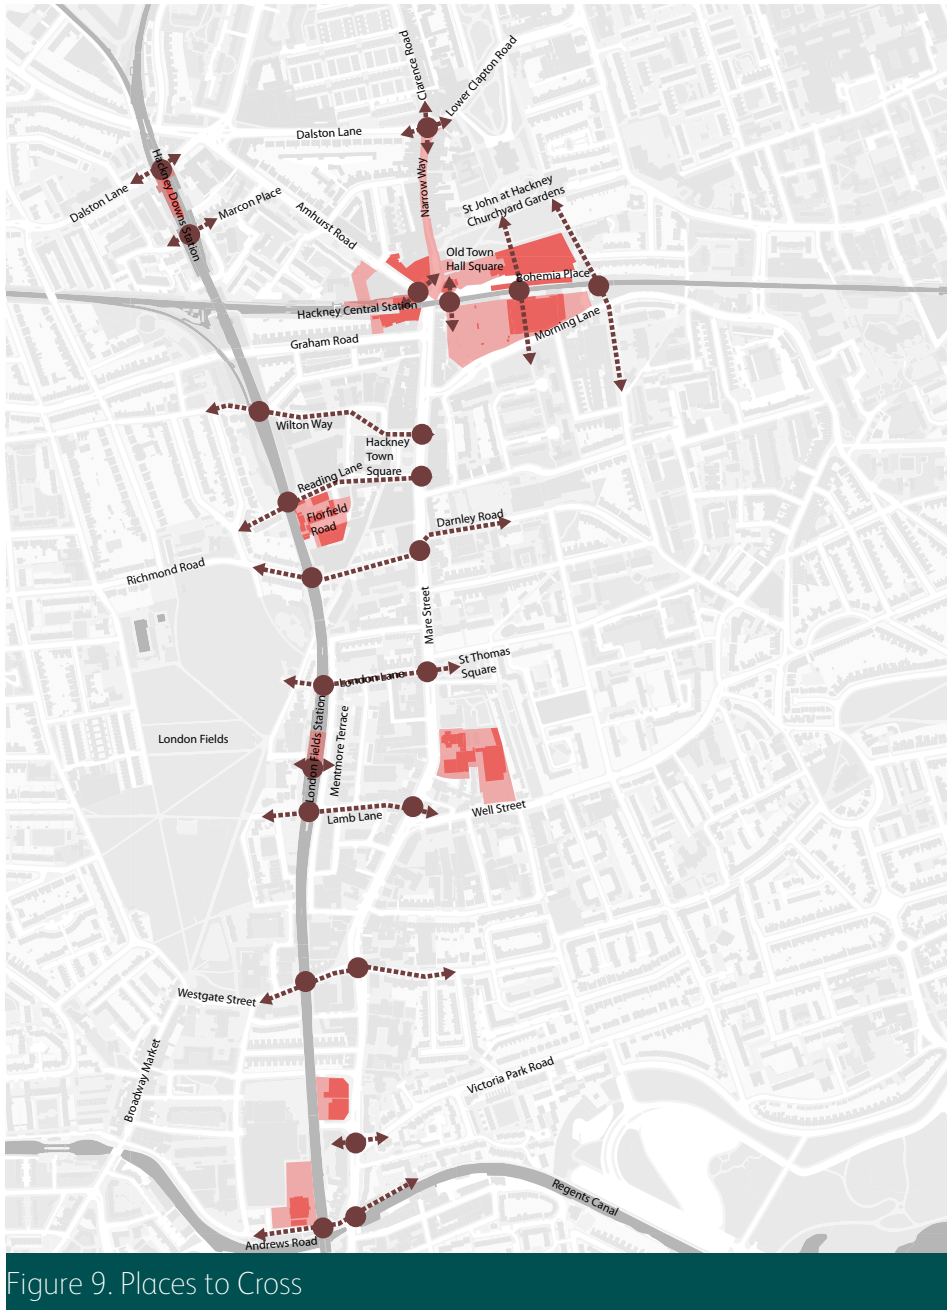 Clarence Road
Lower Clapton Road
Dalston Lane
Narrow Way
Hackney Downs Station
Dalston Lane
Marcon Place
Amhurst Road
St John at Hackney
Churchyard Gardens
Old Town
Hall Square
Bohemia Place
Hackney Central Station
Morning Lane
Graham Road
Wilton Way
Hackney
Town
Square
Reading Lane
Florfield
Road
Darnley Road
Richmond Road
Mare Street
St Thomas
Square
London Lane
London Fields Station
Mentmore Terrace
London Fields
Lamb Lane
Well Street
Westgate Street
Broadway Market
Victoria Park Road
Regents Canal
Andrews Road
Figure 9. Places to Cross